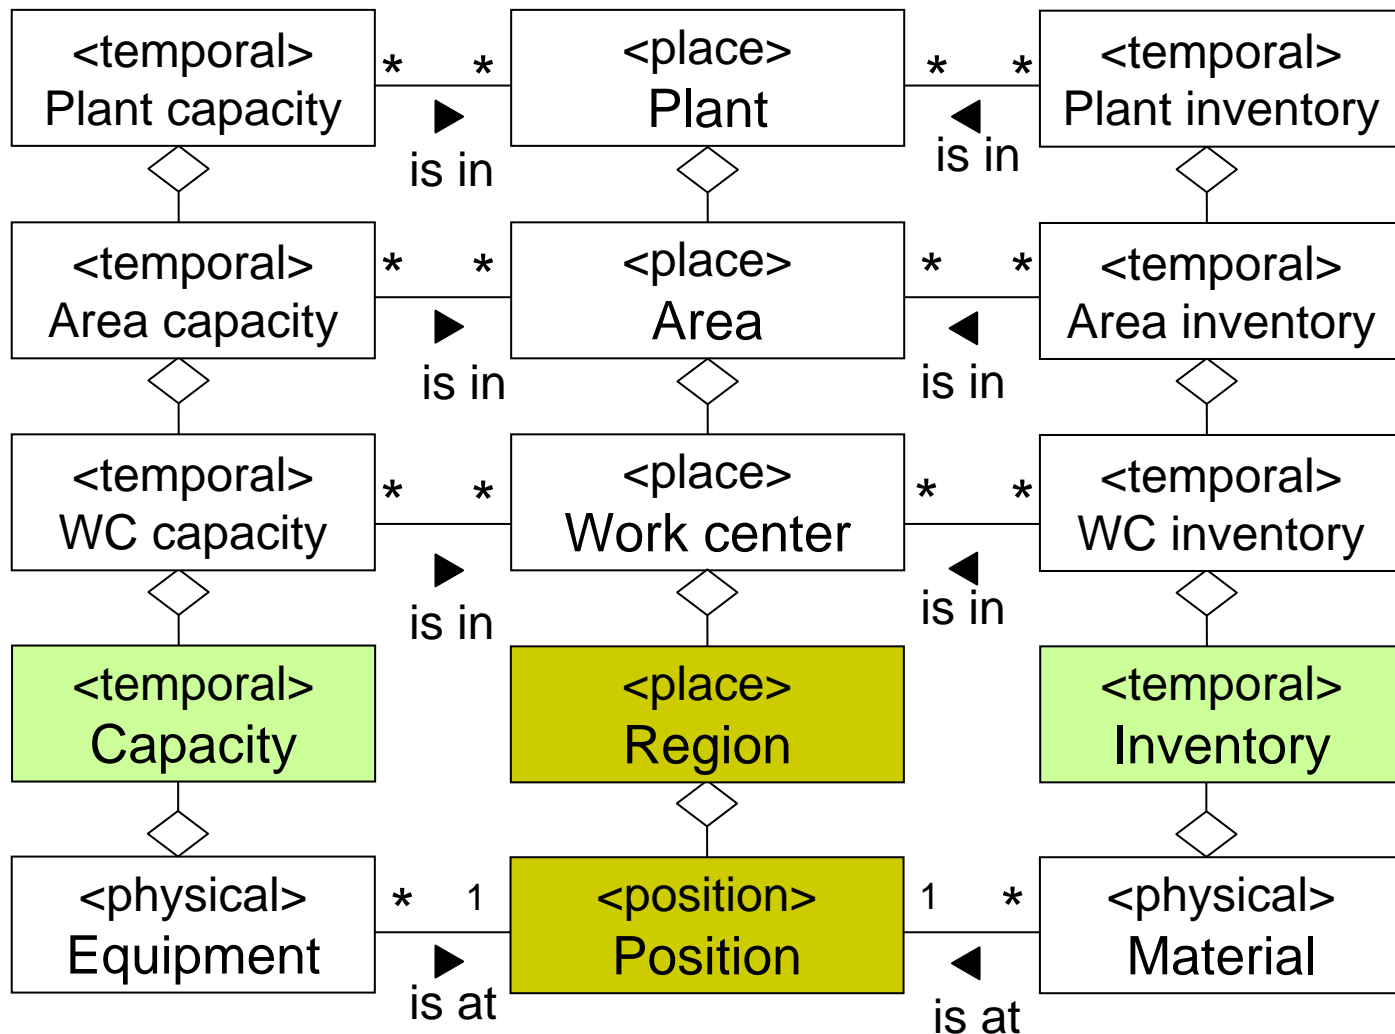 <temporal>
Plant capacity
* *
is in
<place>
Plant
* *
is in
<temporal>
Plant inventory
<temporal>
Area capacity
* *
is in
<place>
Area
* *
is in
<temporal>
Area inventory
<temporal>
WC capacity
* *
is in
<place>
Work center
* *
is in
<temporal>
WC inventory
<temporal>
Capacity
<place>
Region
<temporal>
Inventory
<physical>
Equipment
* 1
is at
<position>
Position
1 *
is at
<physical>
Material